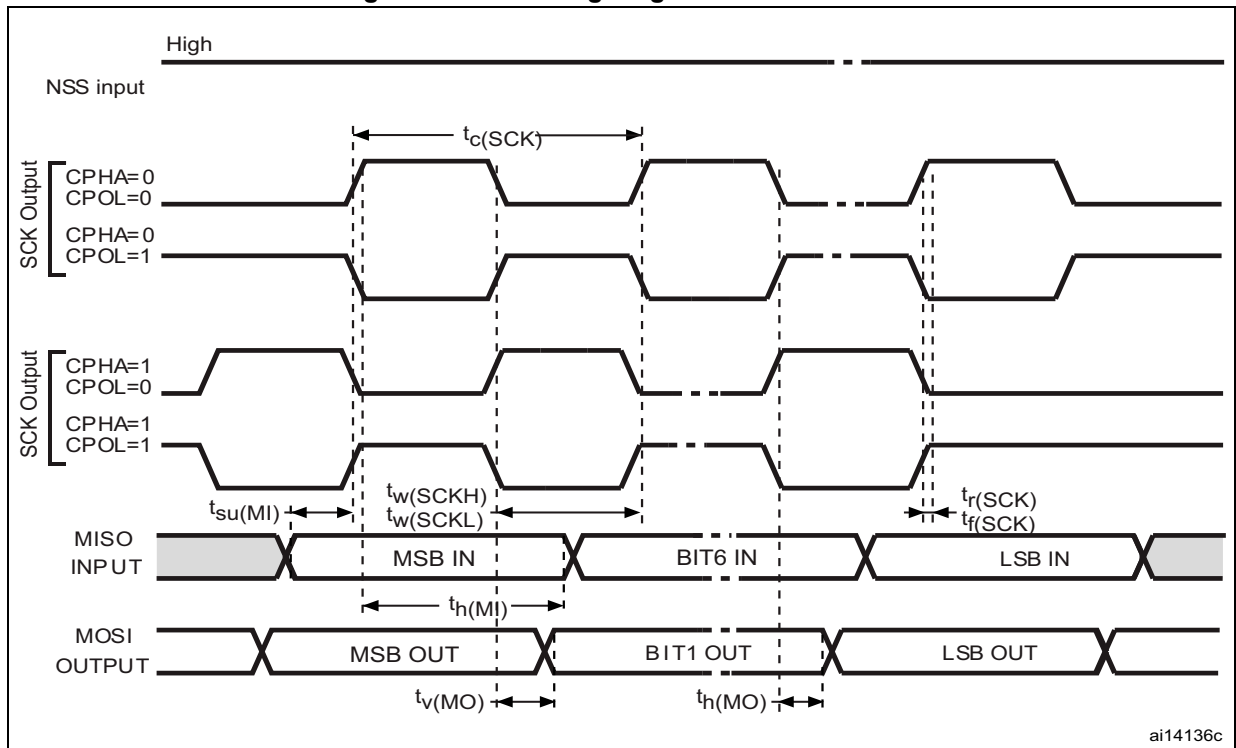 High
NSS input
tc(SCK)
SCK Output
CPHA=0
CPOL=0
CPHA=0
CPOL=1
SCK Output
CPHA=1
CPOL=0
CPHA=1
CPOL=1
tsu(MI)
tw(SCKH)
tw(SCKL)
tr(SCK)
tf(SCK)
MISO
INPUT
MSB IN
BIT6 IN
LSB IN
th(MI)
MOSI
OUTPUT
MSB OUT
BIT1 OUT
LSB OUT
tv(MO)
th(MO)
ai14136c